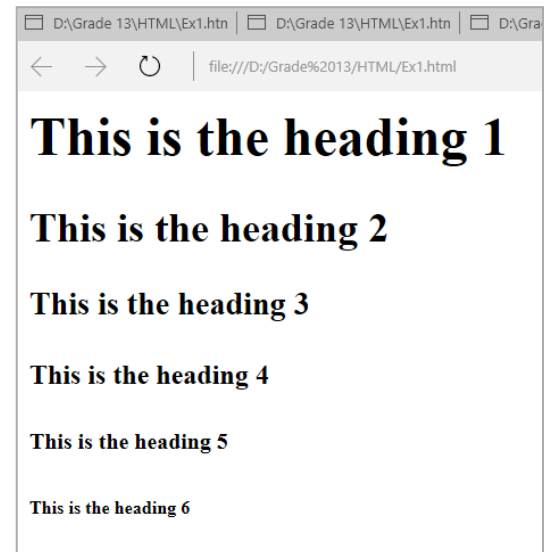 D:\Grade 13\HTML\Ex1.htn D:\Grade 13\HTML\Ex1.htn D:\Gra
file:///D:/Grade%2013/HTML/Ex1.html
This is the heading 1
This is the heading 2
This is the heading 3
This is the heading 4
This is the heading 5
This is the heading 6